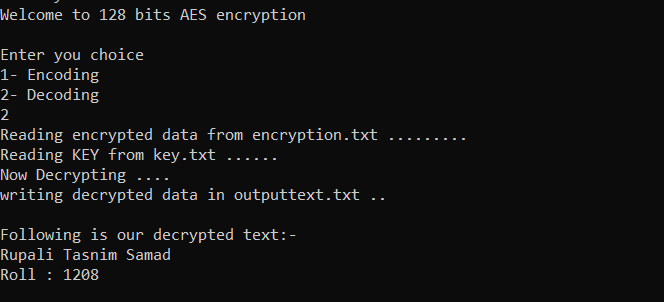 Welcome to 128 bits AES encryption
Enter you choice
1- Encoding
2- Decoding
2
Reading encrypted data from encryption.txt .........
Reading KEY from key.txt ......
Now Decrypting ....
writing decrypted data in outputtext.txt ..
Following is our decrypted text:-
Rupali Tasnim Samad
Roll : 1208